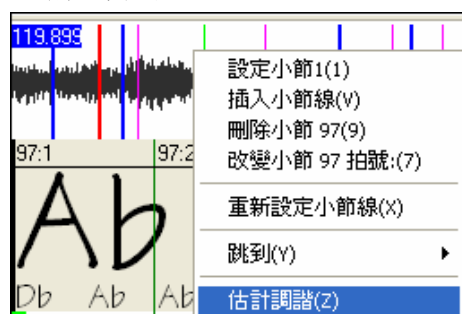 119.899
設定小節1(1)
插入小節線(V)
刪除小節 97(9)
改變小節 97 拍號:(7)
重新設定小節線(X)
跳到(Y)
估計調諧(Z)
97:1
97:2
Ab
Db
Ab
Ab